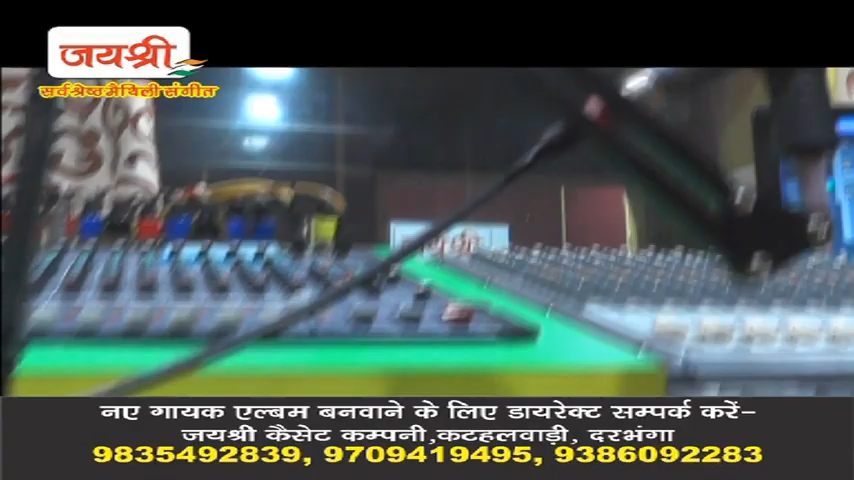 जयश्री
सर्वश्रेष्ठ मैथिली संगीत
नए गायक एल्बम बनवाने के लिए डायरेक्ट सम्पर्क करें-
जयश्री कैसेट कम्पनी,कटहलवाड़ी, दरभंगा
9835492839, 9709419495, 9386092283